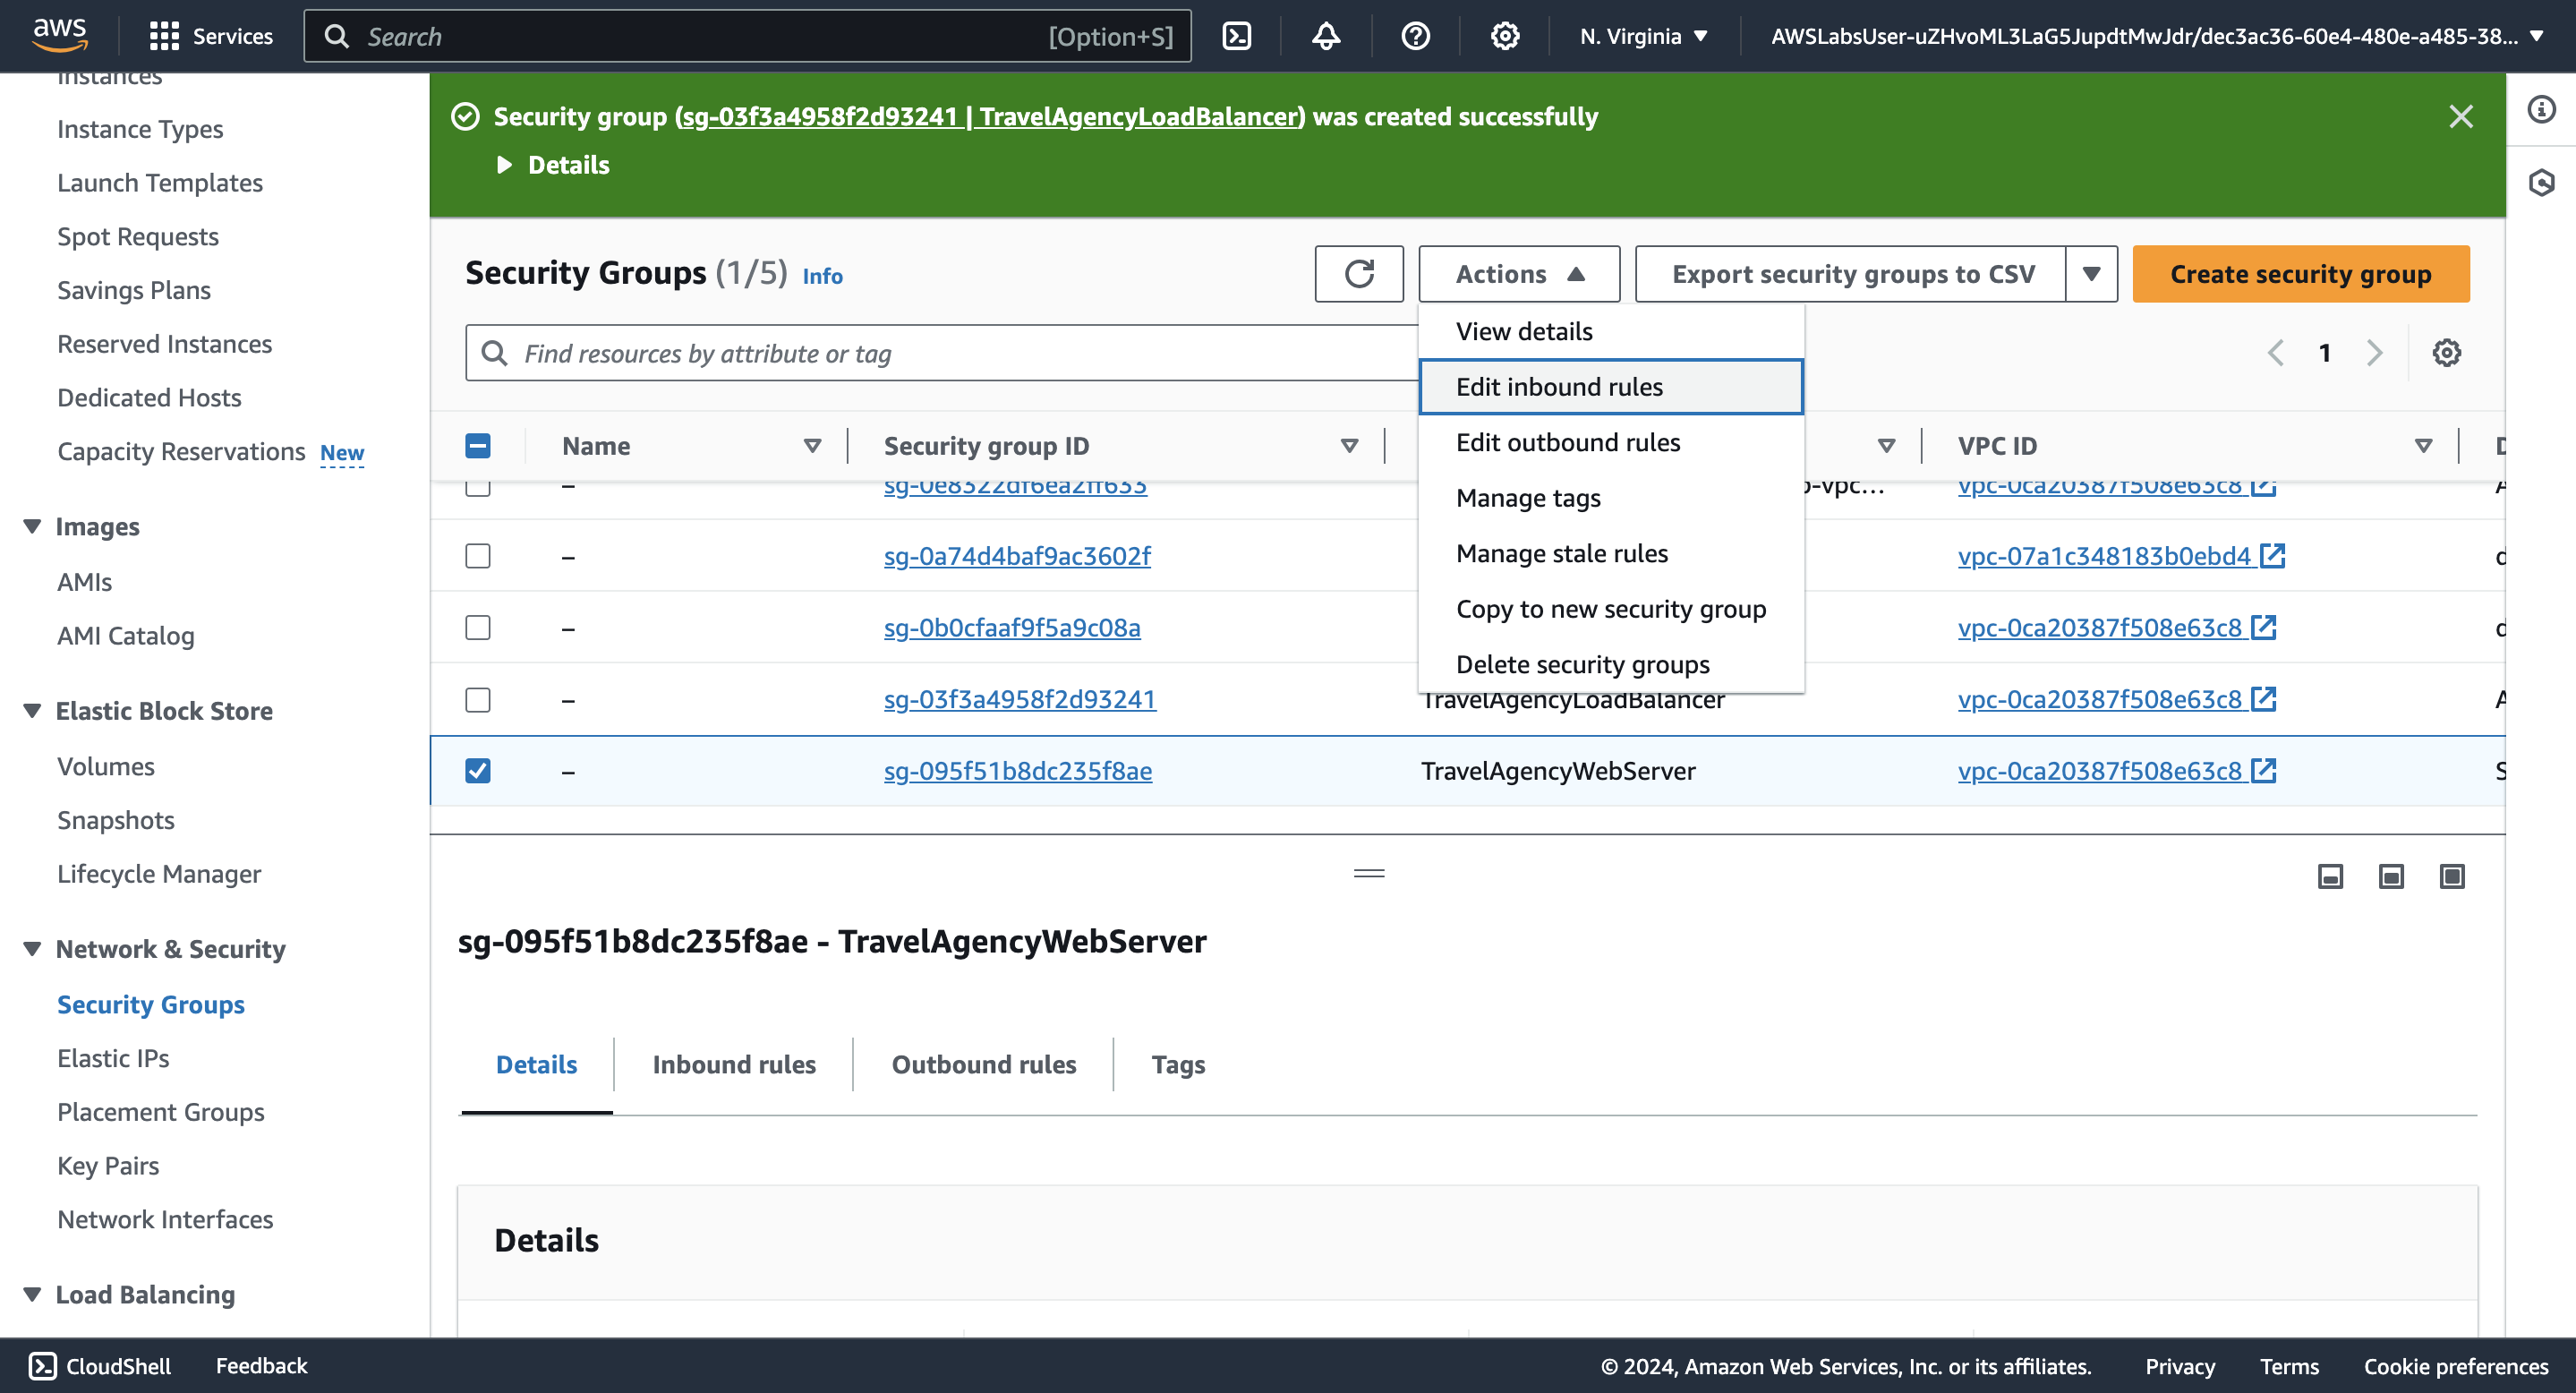 aws
Services
Search
[Option+S]
N. Virginia
AWSLabsUser-uZHvoML3LaG5JupdtMwJdr/dec3ac36-60e4-480e-a485-38...
Instances
Instance Types
Launch Templates
Spot Requests
Savings Plans
Reserved Instances
Dedicated Hosts
Capacity Reservations New
Images
AMIs
AMI Catalog
Elastic Block Store
Volumes
Snapshots
Lifecycle Manager
Network & Security
Security Groups
Elastic IPs
Placement Groups
Key Pairs
Network Interfaces
Load Balancing
Security group (sg-03f3a4958f2d93241 | TravelAgencyLoadBalancer) was created successfully
Details
Security Groups (1/5) Info
Actions
Export security groups to CSV
Create security group
Find resources by attribute or tag
1
View details
Edit inbound rules
Edit outbound rules
Manage tags
Manage stale rules
Copy to new security group
Delete security groups
Name
Security group ID
VPC ID
– sg-0e8322df6ea2ff633 -vpc... vpc-0ca20387f508e63c8
– sg-0a74d4baf9ac3602f vpc-07a1c348183b0ebd4
– sg-0b0cfaaf9f5a9c08a vpc-0ca20387f508e63c8
– sg-03f3a4958f2d93241 TravelAgencyLoadBalancer vpc-0ca20387f508e63c8
– sg-095f51b8dc235f8ae TravelAgencyWebServer vpc-0ca20387f508e63c8
sg-095f51b8dc235f8ae - TravelAgencyWebServer
Details
Inbound rules
Outbound rules
Tags
Details
CloudShell
Feedback
© 2024, Amazon Web Services, Inc. or its affiliates.
Privacy
Terms
Cookie preferences